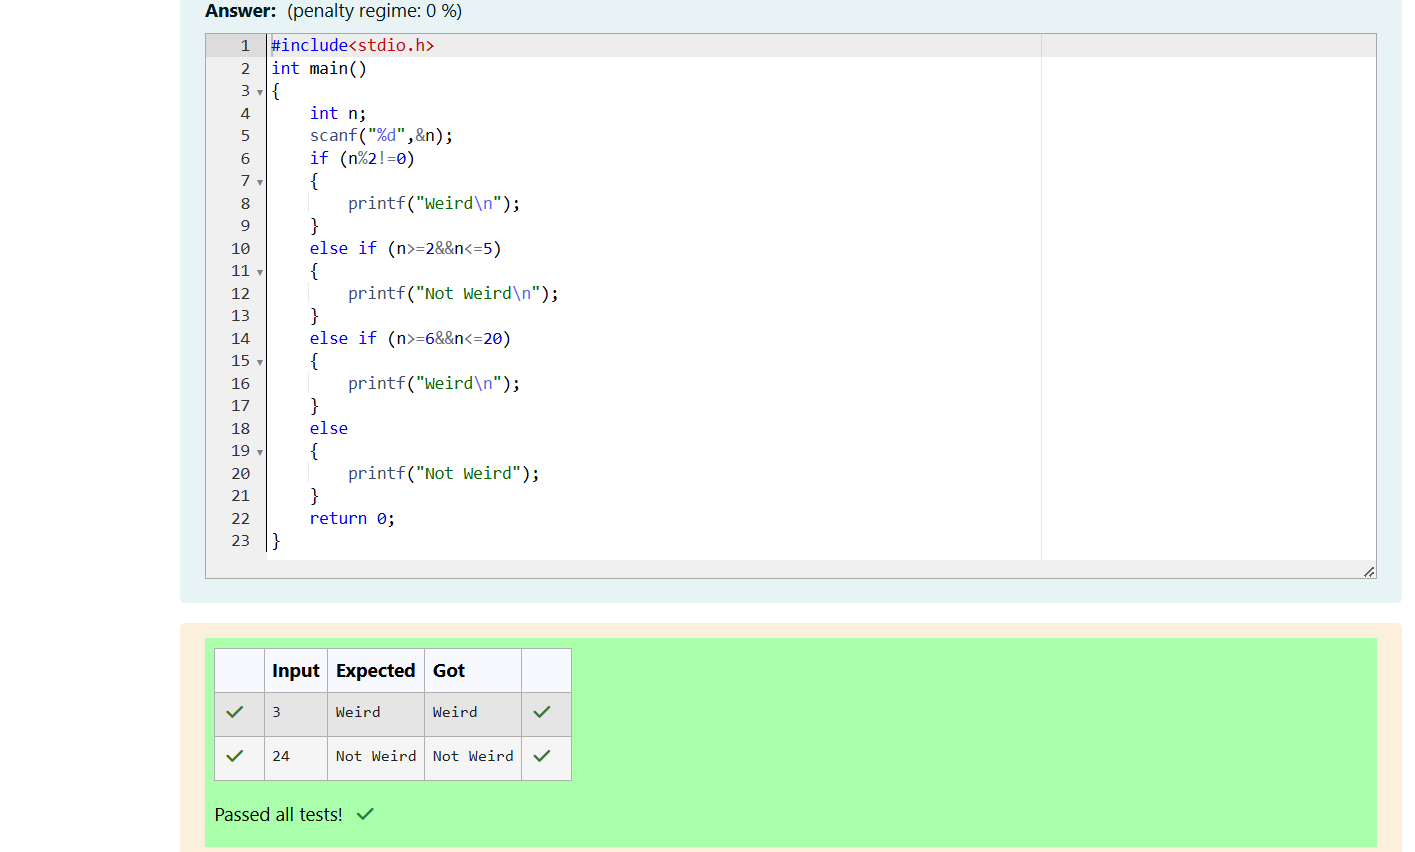 Answer: (penalty regime: 0 %)
1 #include<stdio.h>
2 int main()
3 {
4     int n;
5     scanf("%d",&n);
6     if (n%2!=0)
7     {
8         printf("Weird\n");
9     }
10     else if (n>=2&&n<=5)
11     {
12         printf("Not Weird\n");
13     }
14     else if (n>=6&&n<=20)
15     {
16         printf("Weird\n");
17     }
18     else
19     {
20         printf("Not Weird");
21     }
22     return 0;
23 }
Input Expected Got
3 Weird Weird
24 Not Weird Not Weird
Passed all tests!